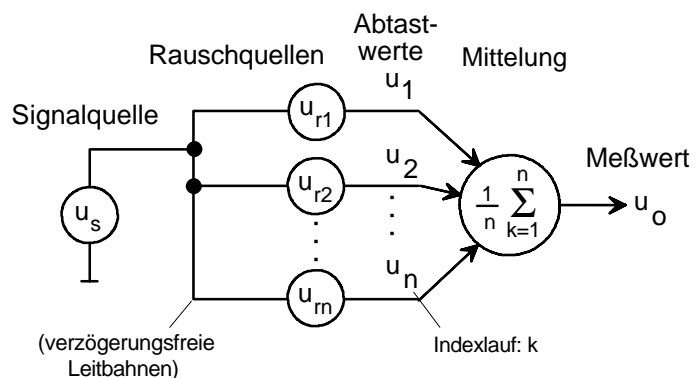 Abtast-
werte
Rauschquellen
Mittelung
Signalquelle
u1
ur1
Meßwert
u2
ur2
us
1/n ∑ k=1 n
uo
un
urn
(verzögerungsfreie
Leitbahnen)
Indexlauf: k